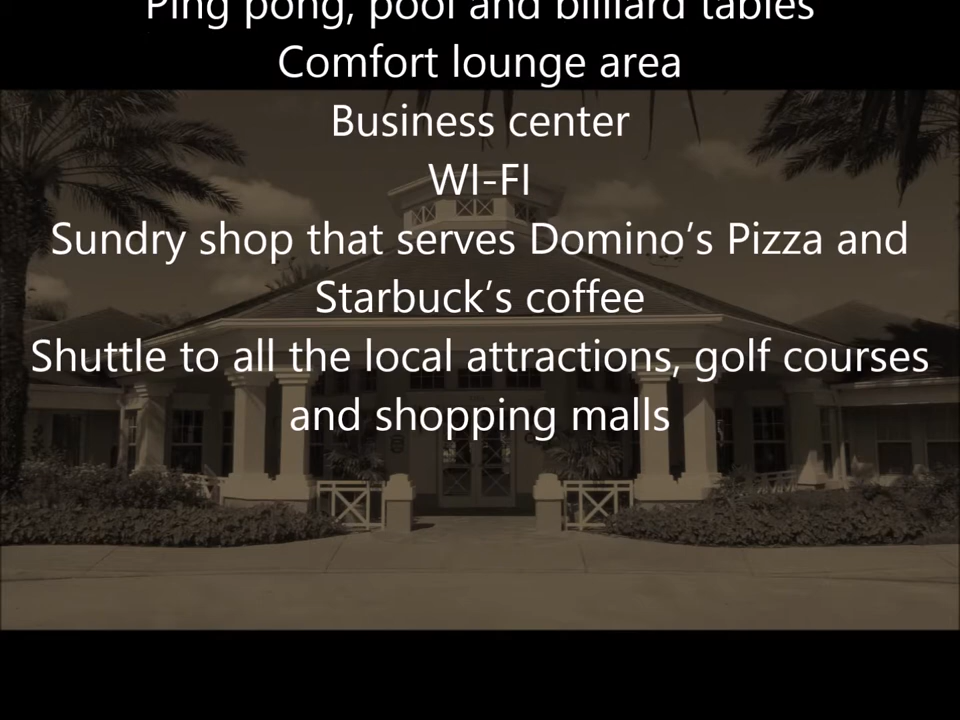 Ping pong, pool and billiard tables
Comfort lounge area
Business center
WI-FI
Sundry shop that serves Domino’s Pizza and
Starbuck’s coffee
Shuttle to all the local attractions, golf courses
and shopping malls